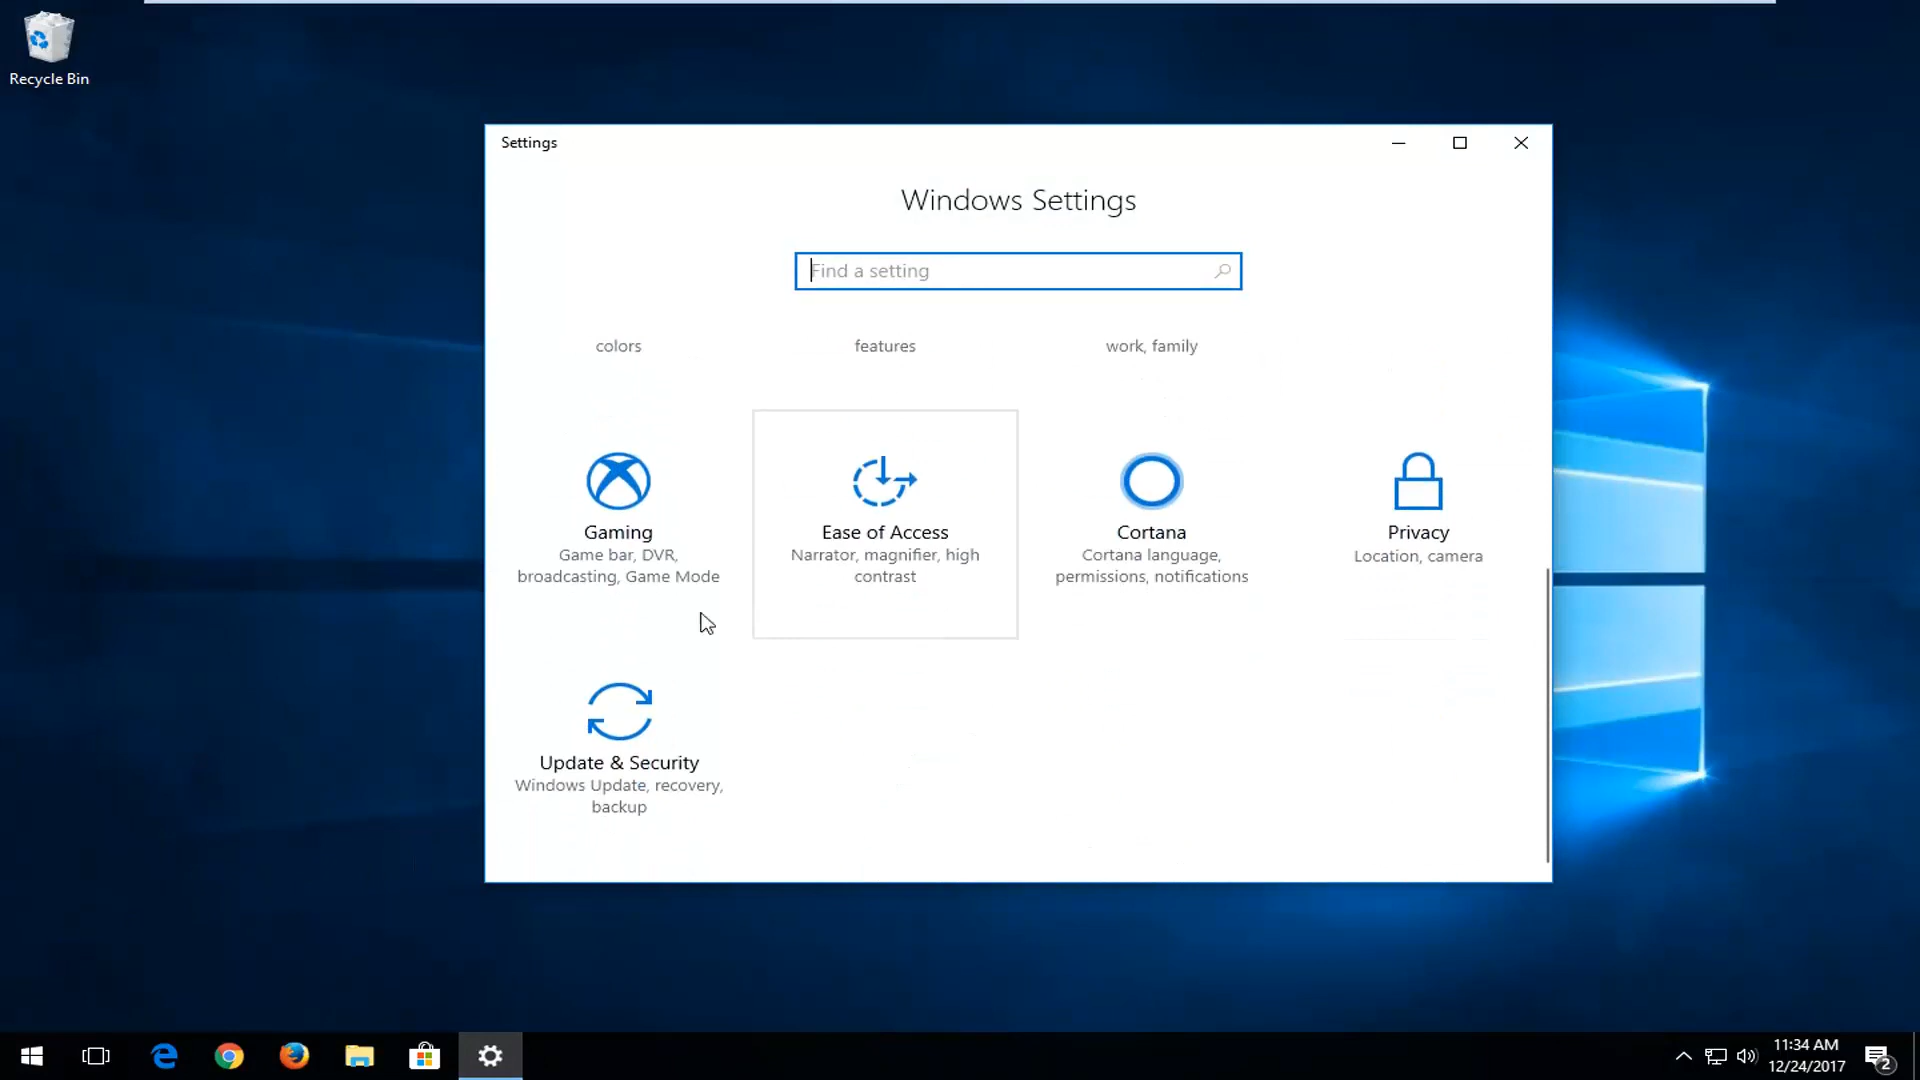 Recycle Bin
Settings
Windows Settings
Find a setting
colors
features
work, family
Gaming
Game bar, DVR,
broadcasting, Game Mode
Ease of Access
Narrator, magnifier, high
contrast
Cortana
Cortana language,
permissions, notifications
Privacy
Location, camera
Update & Security
Windows Update, recovery,
backup
11:34 AM
12/24/2017
2